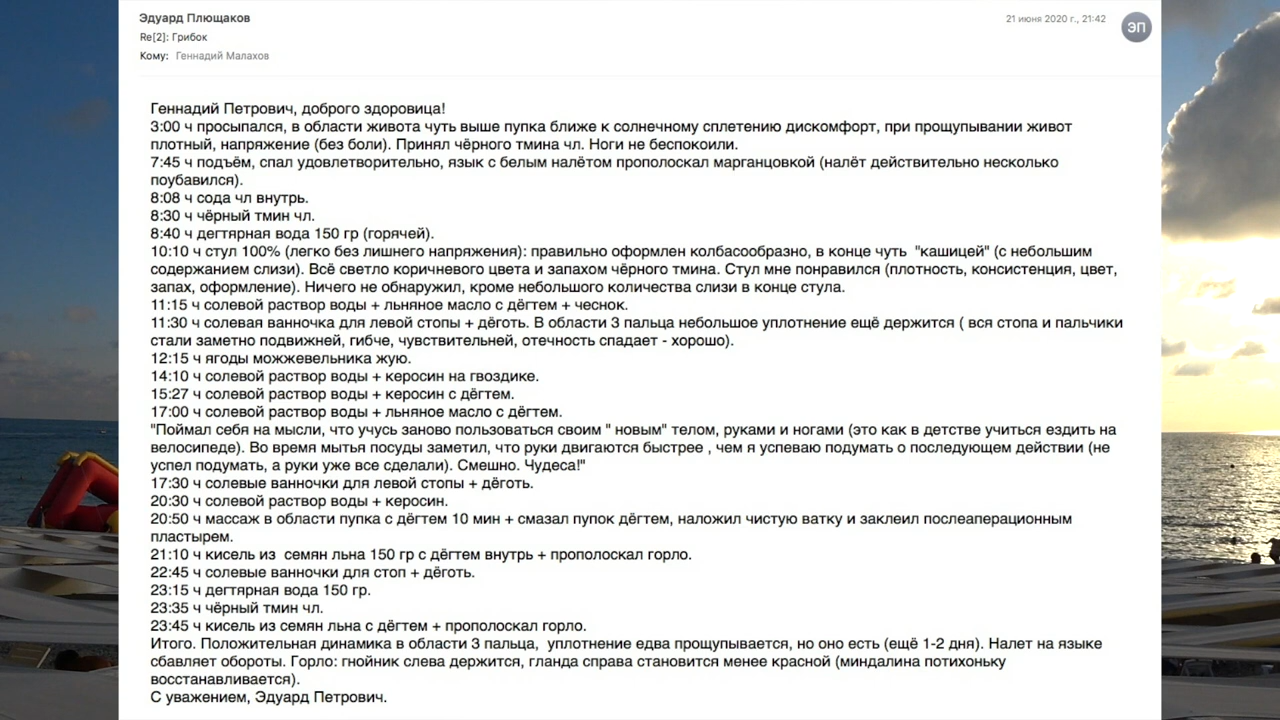 Эдуард Плющаков
21 июня 2020 г., 21:42
ЭП
Re[2]: Грибок
Кому: Геннадий Малахов
Геннадий Петрович, доброго здоровица!
3:00 ч просыпался, в области живота чуть выше пупка ближе к солнечному сплетению дискомфорт, при прощупывании живот
плотный, напряжение (без боли). Принял чёрного тмина чл. Ноги не беспокоили.
7:45 ч подъём, спал удовлетворительно, язык с белым налётом прополоскал марганцовкой (налёт действительно несколько
поубавился).
8:08 ч сода чл внутрь.
8:30 ч чёрный тмин чл.
8:40 ч дегтярная вода 150 гр (горячей).
10:10 ч стул 100% (легко без лишнего напряжения): правильно оформлен колбасообразно, в конце чуть "кашицей" (с небольшим
содержанием слизи). Всё светло коричневого цвета и запахом чёрного тмина. Стул мне понравился (плотность, консистенция, цвет,
запах, оформление). Ничего не обнаружил, кроме небольшого количества слизи в конце стула.
11:15 ч солевой раствор воды + льняное масло с дёгтем + чеснок.
11:30 ч солевая ванночка для левой стопы + дёготь. В области 3 пальца небольшое уплотнение ещё держится ( вся стопа и пальчики
стали заметно подвижней, гибче, чувствительней, отечность спадает - хорошо).
12:15 ч ягоды можжевельника жую.
14:10 ч солевой раствор воды + керосин на гвоздике.
15:27 ч солевой раствор воды + керосин с дёгтем.
17:00 ч солевой раствор воды + льняное масло с дёгтем.
"Поймал себя на мысли, что учусь заново пользоваться своим " новым" телом, руками и ногами (это как в детстве учиться ездить на
велосипеде). Во время мытья посуды заметил, что руки двигаются быстрее , чем я успеваю подумать о последующем действии (не
успел подумать, а руки уже все сделали). Смешно. Чудеса!"
17:30 ч солевые ванночки для левой стопы + дёготь.
20:30 ч солевой раствор воды + керосин.
20:50 ч массаж в области пупка с дёгтем 10 мин + смазал пупок дёгтем, наложил чистую ватку и заклеил послеаперационным
пластырем.
21:10 ч кисель из семян льна 150 гр с дёгтем внутрь + прополоскал горло.
22:45 ч солевые ванночки для стоп + дёготь.
23:15 ч дегтярная вода 150 гр.
23:35 ч чёрный тмин чл.
23:45 ч кисель из семян льна с дёгтем + прополоскал горло.
Итого. Положительная динамика в области 3 пальца, уплотнение едва прощупывается, но оно есть (ещё 1-2 дня). Налет на языке
сбавляет обороты. Горло: гнойник слева держится, гланда справа становится менее красной (миндалина потихоньку
восстанавливается).
С уважением, Эдуард Петрович.